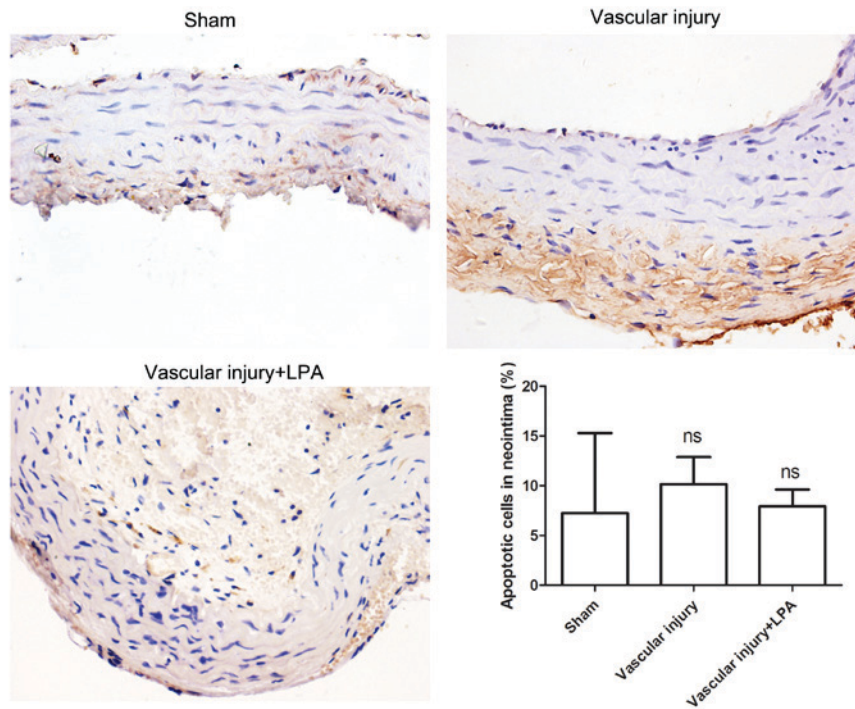 Sham
Vascular injury
Vascular injury+LPA
Apoptotic cells in neointima (%)
20
15
10
5
0
ns
ns
Sham
Vascular injury
Vascular injury+LPA